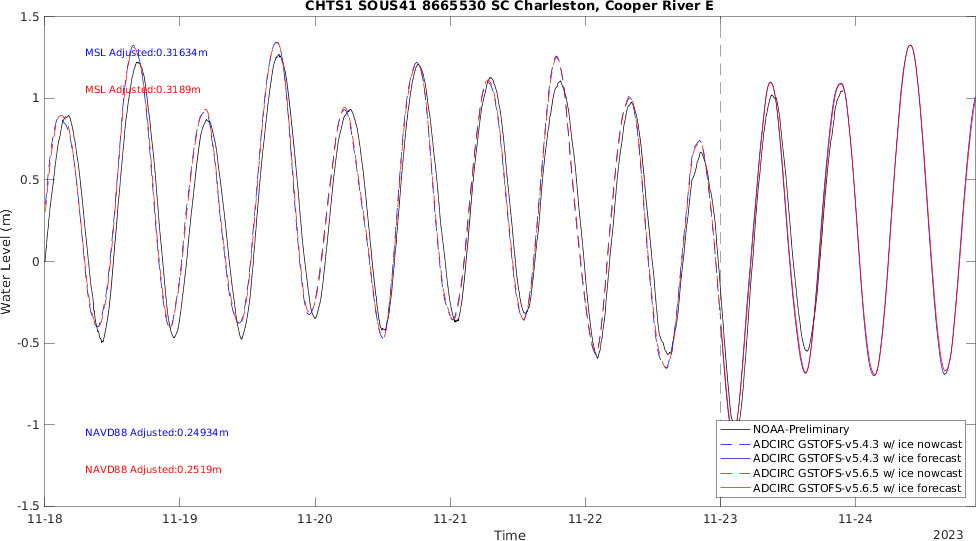 CHTS1 SOUS41 8665530 SC Charleston, Cooper River E
1.5
1
0.5
0
-0.5
-1
-1.5
Water Level (m)
MSL Adjusted:0.31634m
MSL Adjusted:0.3189m
NAVD88 Adjusted:0.24934m
NAVD88 Adjusted:0.2519m
NOAA-Preliminary
ADCIRC GSTOFS-v5.4.3 w/ ice nowcast
ADCIRC GSTOFS-v5.4.3 w/ ice forecast
ADCIRC GSTOFS-v5.6.5 w/ ice nowcast
ADCIRC GSTOFS-v5.6.5 w/ ice forecast
11-18 11-19 11-20 11-21 11-22 11-23 11-24
Time
2023